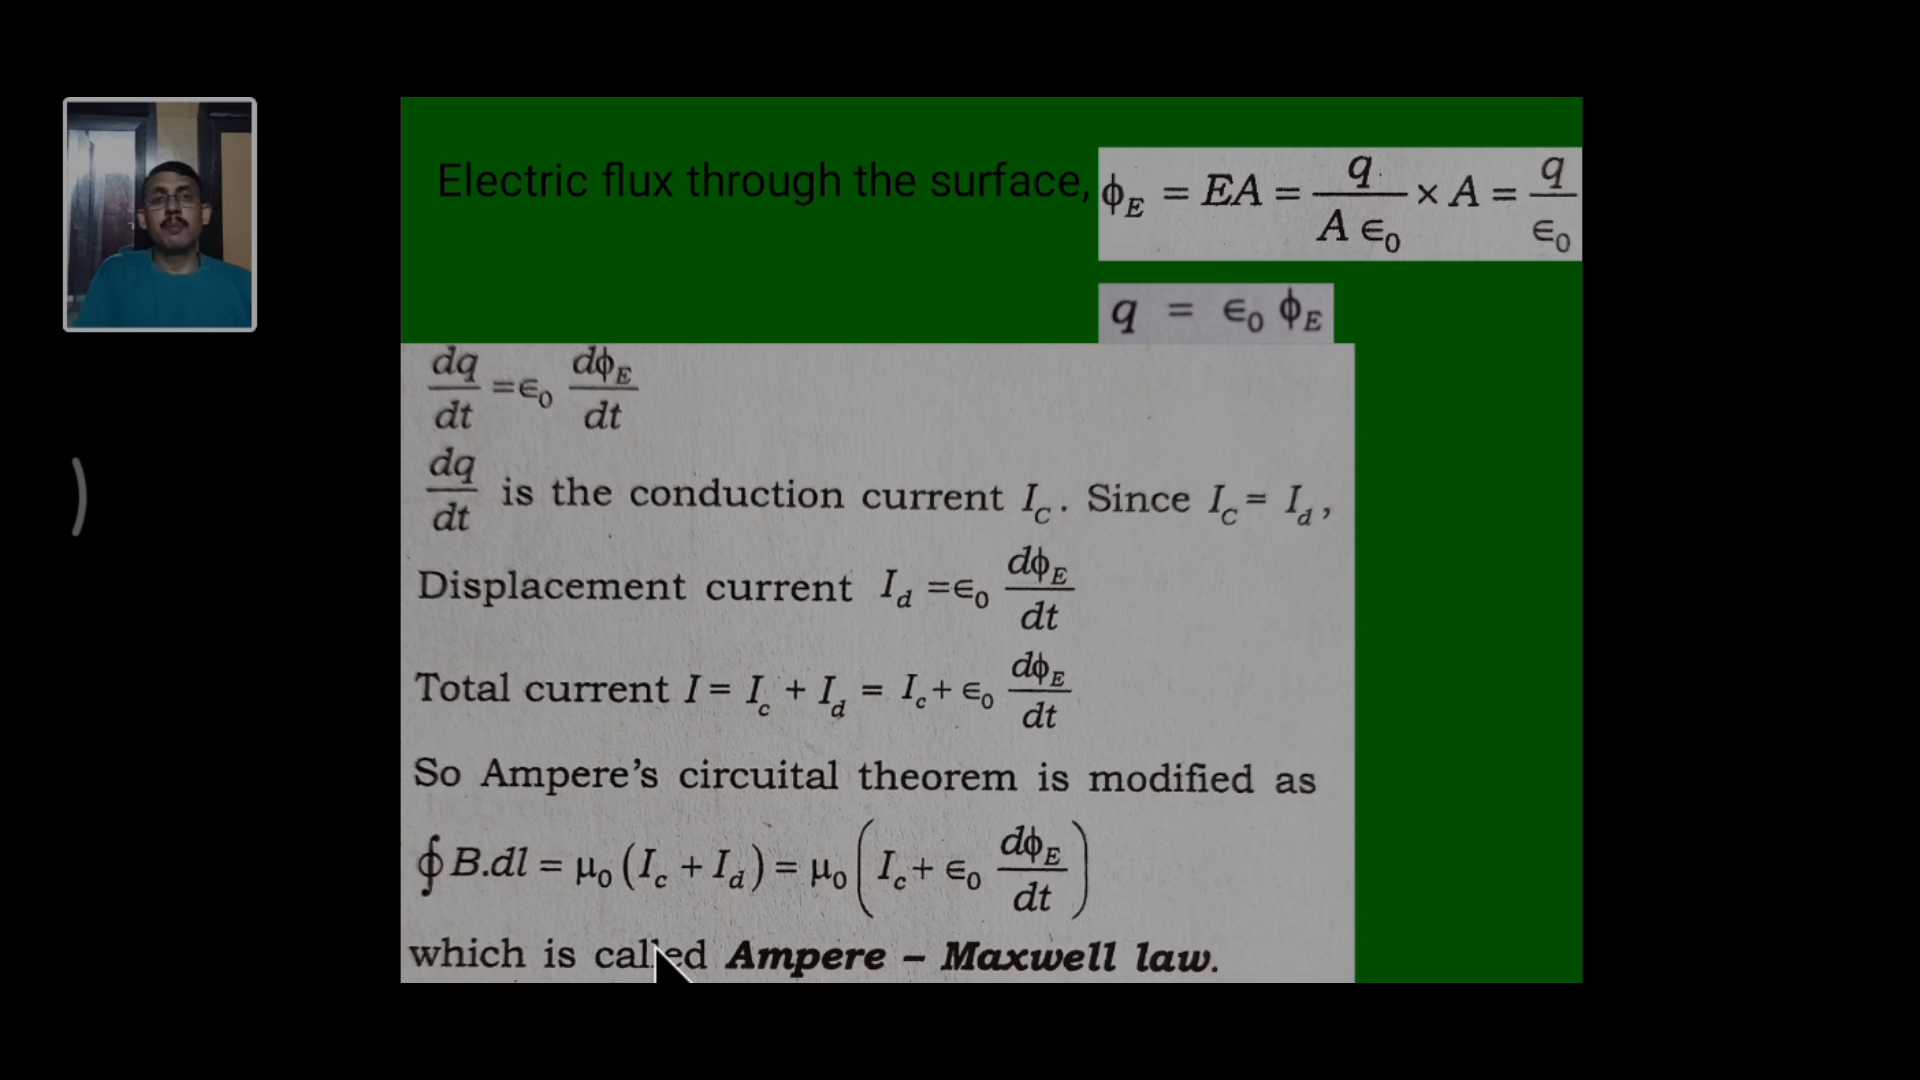 Electric flux through the surface, ϕ_E = EA = q / (A ∈₀) × A = q / ∈₀
q = ∈₀ ϕ_E
dq/dt = ∈₀ dϕ_E/dt
dq/dt is the conduction current I_c. Since I_c = I_d,
Displacement current I_d = ∈₀ dϕ_E/dt
Total current I = I_c + I_d = I_c + ∈₀ dϕ_E/dt
So Ampere’s circuital theorem is modified as
∮ B.dl = μ₀ (I_c + I_d) = μ₀ (I_c + ∈₀ dϕ_E/dt)
which is called Ampere – Maxwell law.